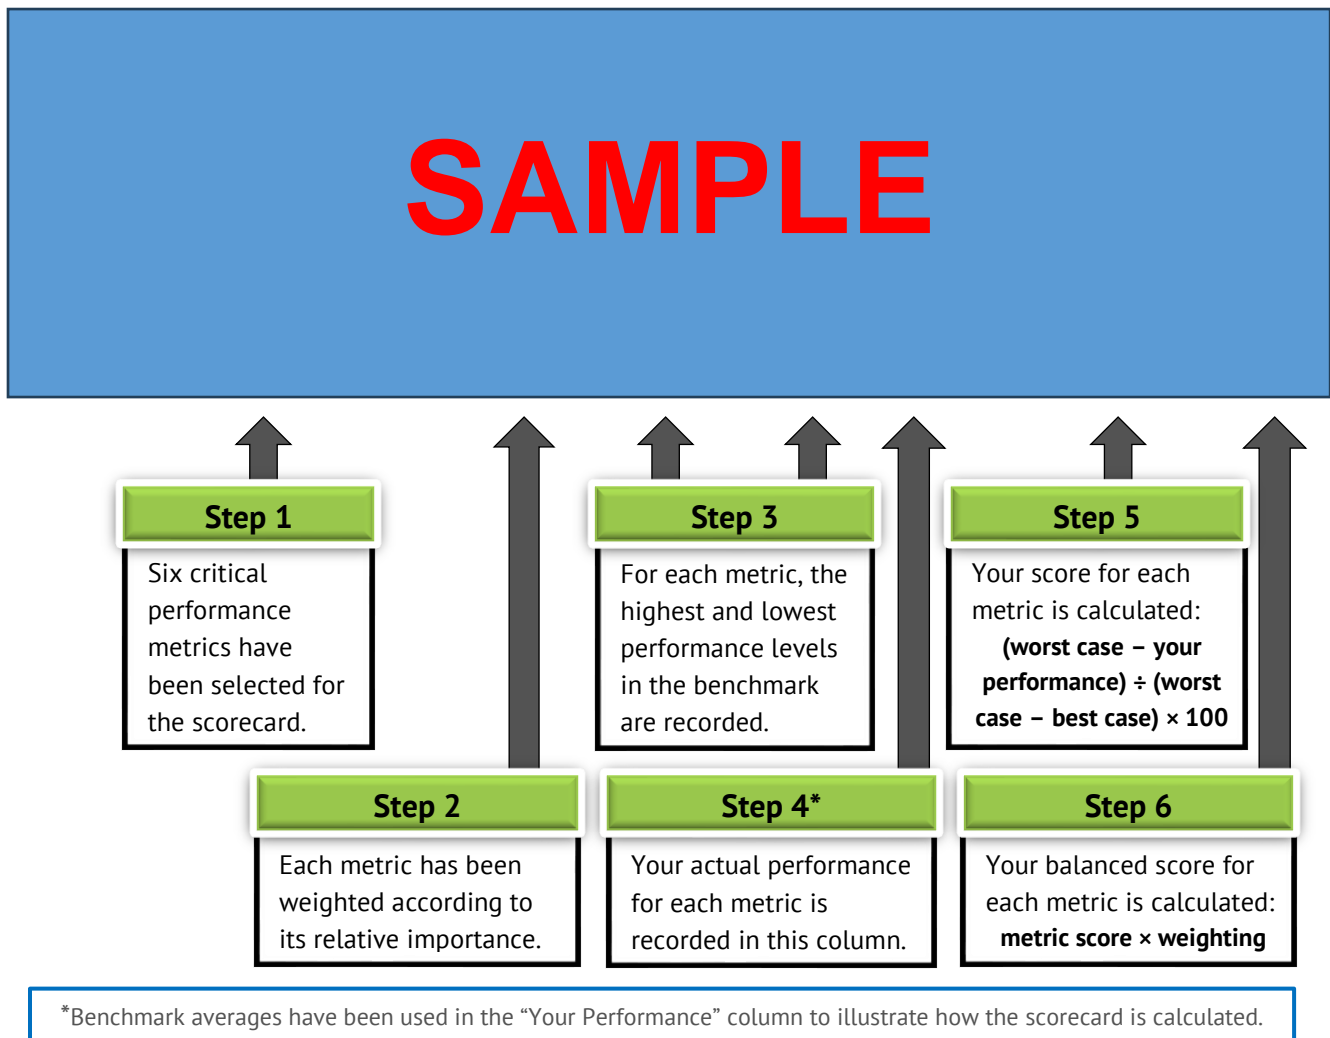 SAMPLE
Step 1
Six critical
performance
metrics have
been selected for
the scorecard.
Step 2
Each metric has been
weighted according to
its relative importance.
Step 3
For each metric, the
highest and lowest
performance levels
in the benchmark
are recorded.
Step 4*
Your actual performance
for each metric is
recorded in this column.
Step 5
Your score for each
metric is calculated:
(worst case – your
performance) ÷ (worst
case – best case) × 100
Step 6
Your balanced score for
each metric is calculated:
metric score × weighting
*Benchmark averages have been used in the “Your Performance” column to illustrate how the scorecard is calculated.